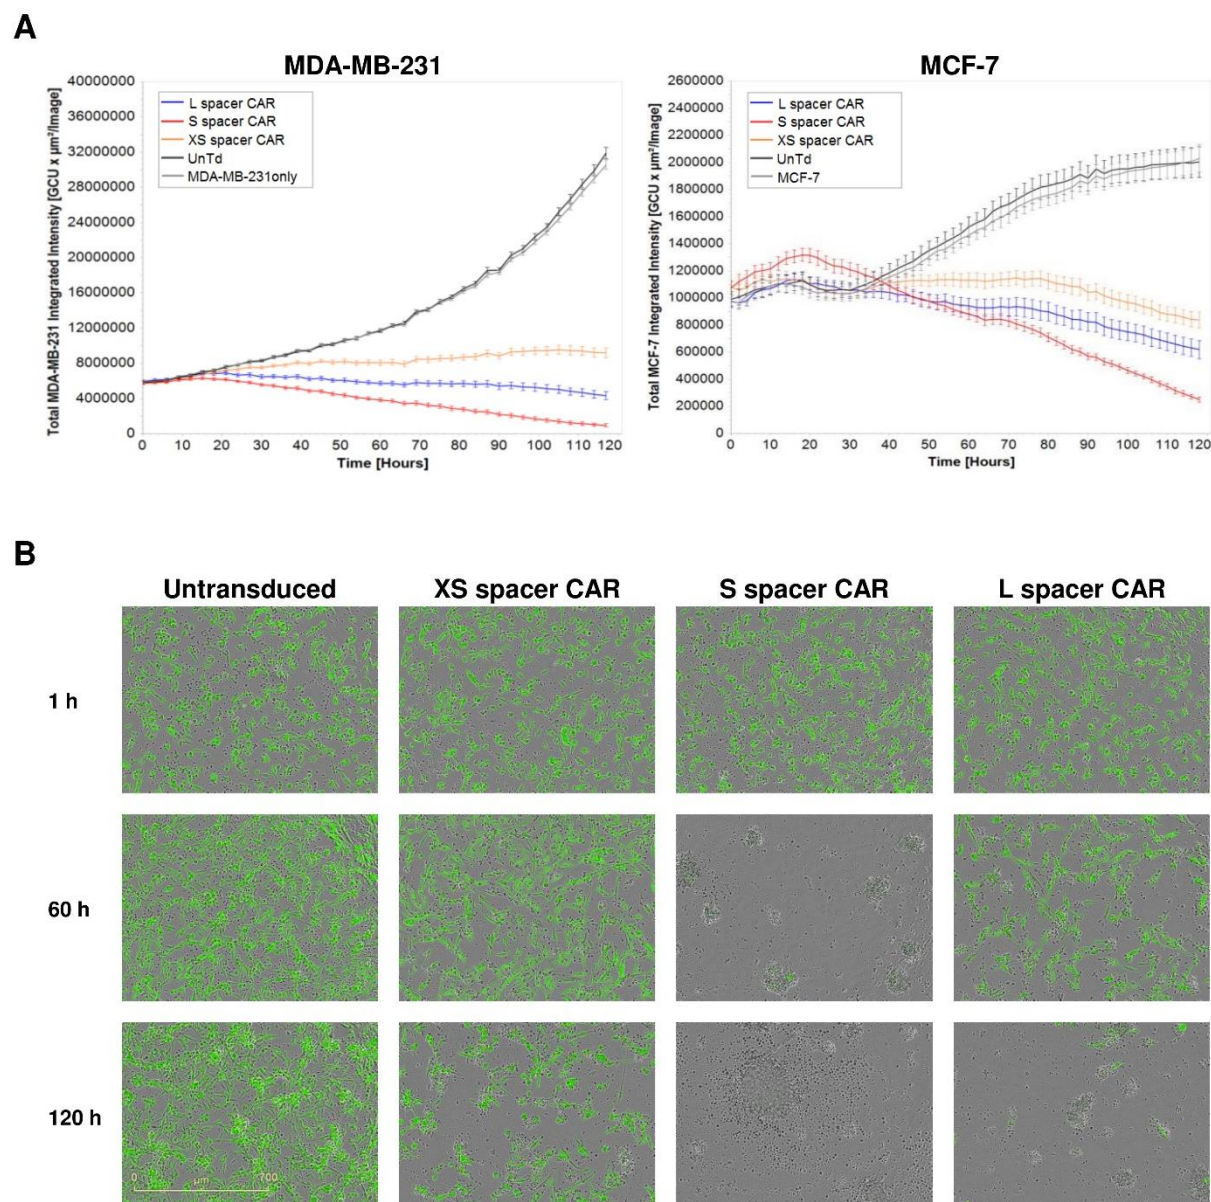 A
MDA-MB-231
MCF-7
Total MDA-MB-231 Integrated Intensity [GCU x µm²/Image]
40000000
36000000
32000000
28000000
24000000
20000000
16000000
12000000
8000000
4000000
0
L spacer CAR
S spacer CAR
XS spacer CAR
UnTd
MDA-MB-231only
0 10 20 30 40 50 60 70 80 90 100 110 120
Time [Hours]
Total MCF-7 Integrated Intensity [GCU x µm²/Image]
2600000
2400000
2200000
2000000
1800000
1600000
1400000
1200000
1000000
800000
600000
400000
200000
0
L spacer CAR
S spacer CAR
XS spacer CAR
UnTd
MCF-7
0 10 20 30 40 50 60 70 80 90 100 110 120
Time [Hours]
B
Untransduced XS spacer CAR S spacer CAR L spacer CAR
1 h
60 h
120 h
0 µm 700